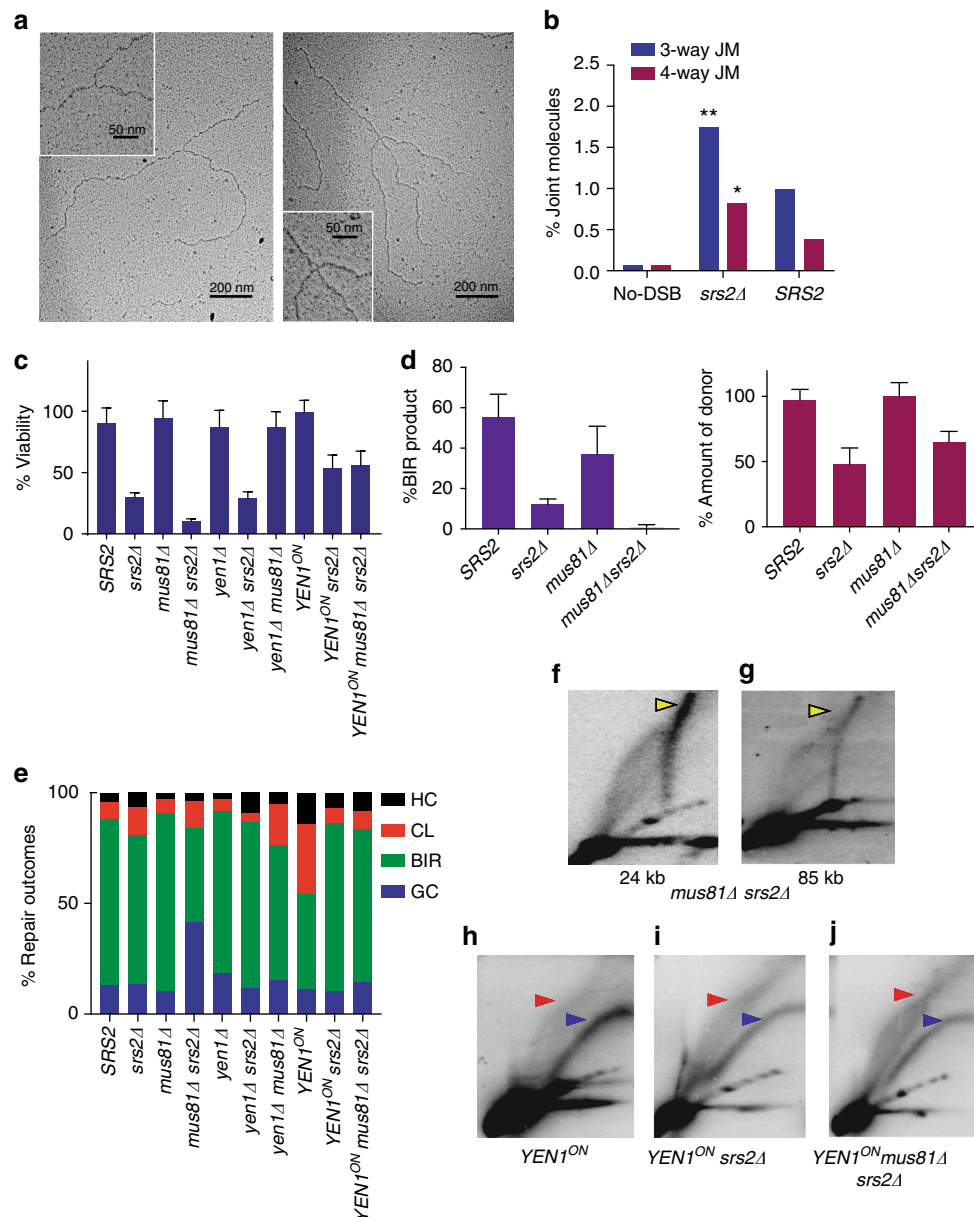 a
50 nm
200 nm
50 nm
200 nm
b
3-way JM
4-way JM
% Joint molecules
2.5
2.0
1.5
1.0
0.5
0.0
**
*
No-DSB
srs2Δ
SRS2
c
% Viability
100
50
0
SRS2
srs2Δ
mus81Δ
mus81Δ srs2Δ
yen1Δ
yen1Δ srs2Δ
yen1Δ mus81Δ
YEN1ON
YEN1ON srs2Δ
YEN1ON mus81Δ srs2Δ
d
%BIR product
80
60
40
20
0
SRS2
srs2Δ
mus81Δ
mus81Δsrs2Δ
% Amount of donor
100
50
0
SRS2
srs2Δ
mus81Δ
mus81Δsrs2Δ
e
% Repair outcomes
100
50
0
HC
CL
BIR
GC
SRS2
srs2Δ
mus81Δ
mus81Δ srs2Δ
yen1Δ
yen1Δ srs2Δ
yen1Δ mus81Δ
YEN1ON
YEN1ON srs2Δ
YEN1ON mus81Δ srs2Δ
f
g
24 kb
85 kb
mus81Δ srs2Δ
h
i
j
YEN1ON
YEN1ON srs2Δ
YEN1ON mus81Δ
srs2Δ